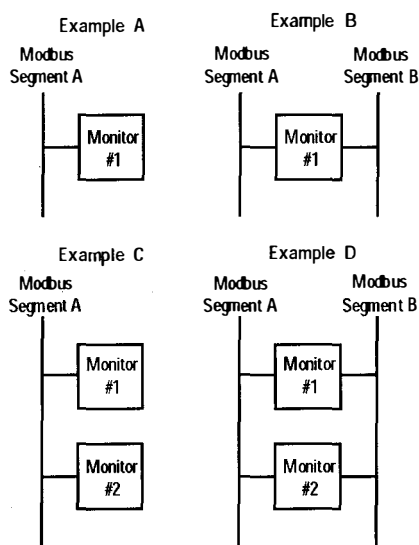 Example A
Modbus
Segment A
Monitor
#1
Example B
Modbus
Segment A
Modbus
Segment B
Monitor
#1
Example C
Modbus
Segment A
Monitor
#1
Monitor
#2
Example D
Modbus
Segment A
Modbus
Segment B
Monitor
#1
Monitor
#2